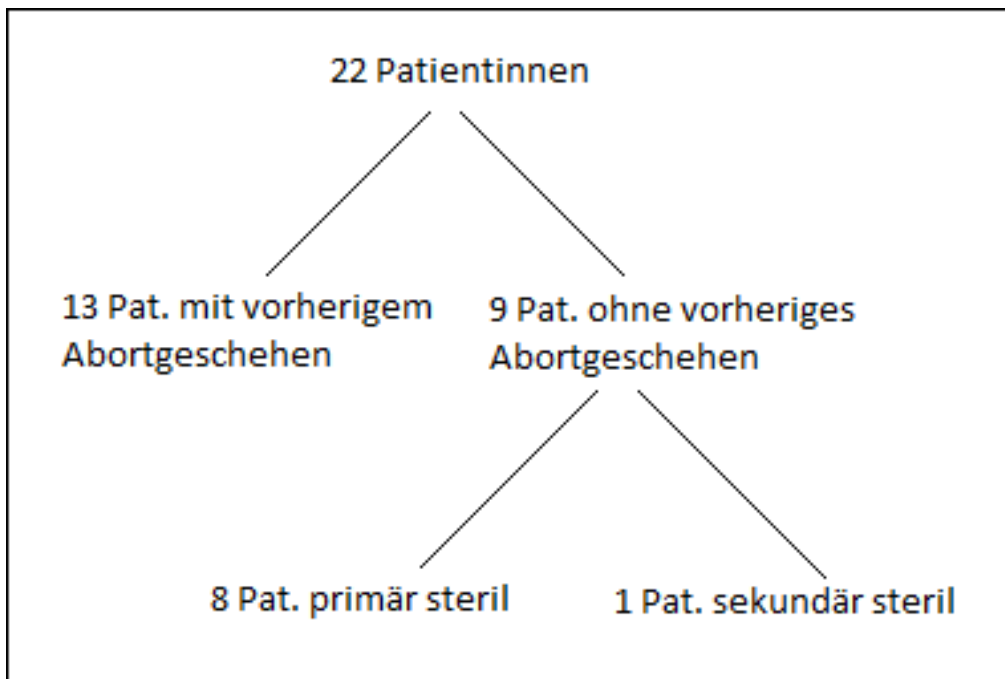 22 Patientinnen
13 Pat. mit vorherigem
Abortgeschehen
9 Pat. ohne vorheriges
Abortgeschehen
8 Pat. primär steril
1 Pat. sekundär steril